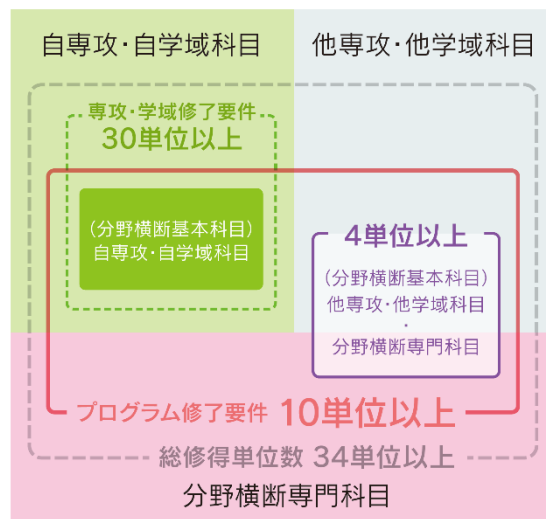 自専攻・自学域科目
他専攻・他学域科目
専攻・学域修了要件
30単位以上
(分野横断基本科目)
自専攻・自学域科目
4単位以上
(分野横断基本科目)
他専攻・他学域科目
・
分野横断専門科目
プログラム修了要件 10単位以上
総修得単位数 34単位以上
分野横断専門科目